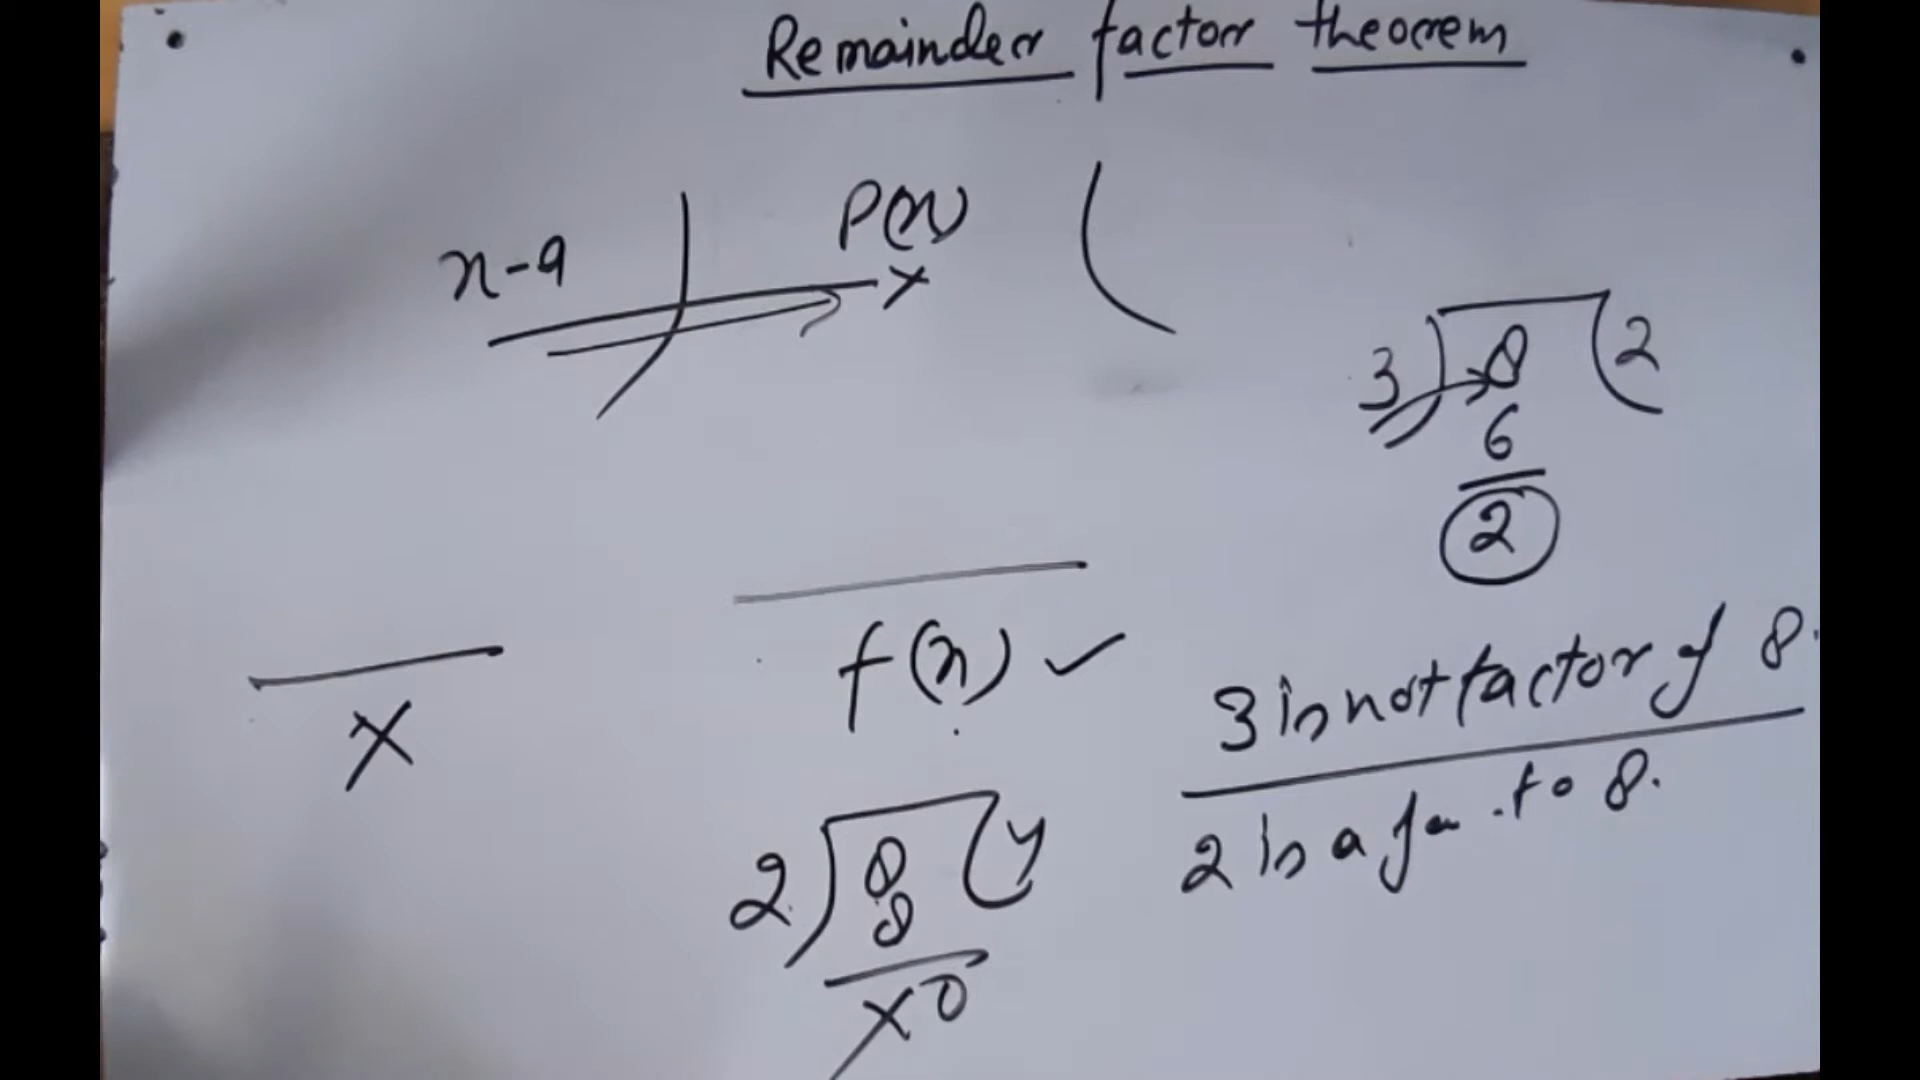 Remainder factor theorem
x-a ) P(x) (
x
3 ) 8 ( 2
6
2
f(x) ✓
x
3 is not factor of 8.
2 is a fa- . to 8.
2 ) 8 ( 4
8
x 0